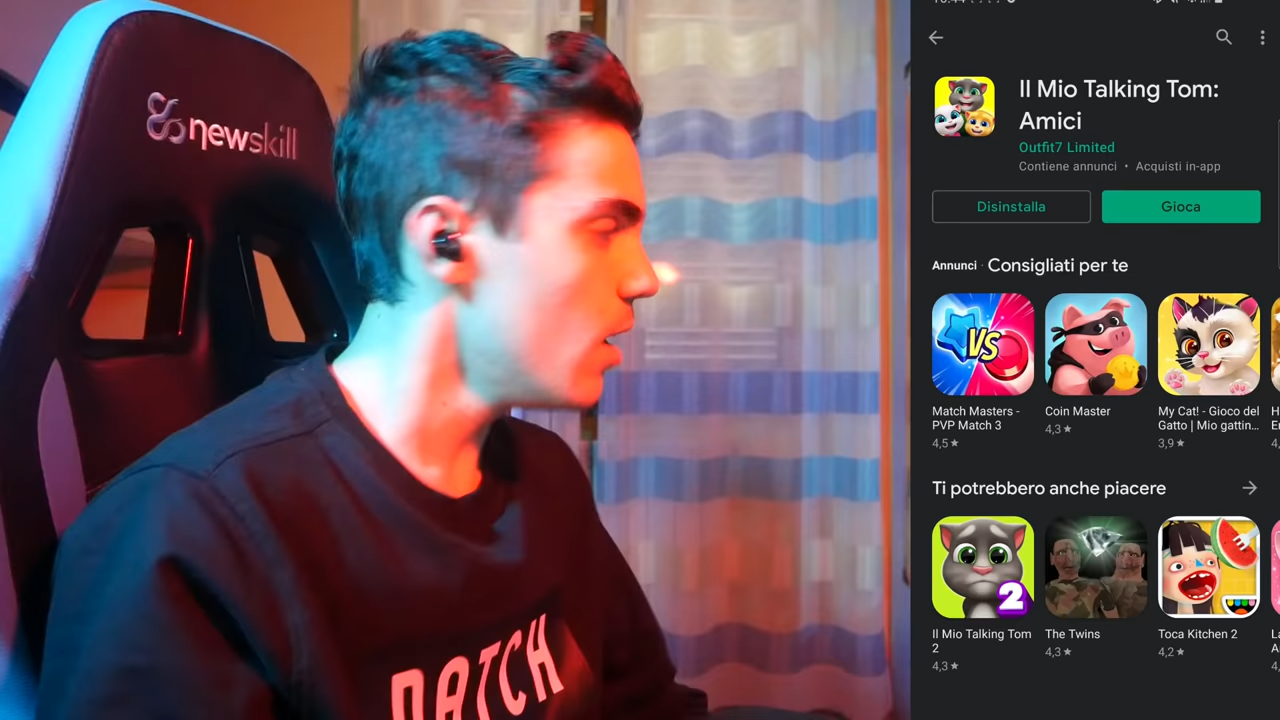 newskill
PATCH
Il Mio Talking Tom:
Amici
Outfit7 Limited
Contiene annunci • Acquisti in-app
Disinstalla
Gioca
Annunci · Consigliati per te
VS
Match Masters -
PVP Match 3
4,5★
Coin Master
4,3★
My Cat! - Gioco del
Gatto | Mio gattin...
3,9★
Ti potrebbero anche piacere
2
Il Mio Talking Tom
2
4,3★
The Twins
4,3★
Toca Kitchen 2
4,2★